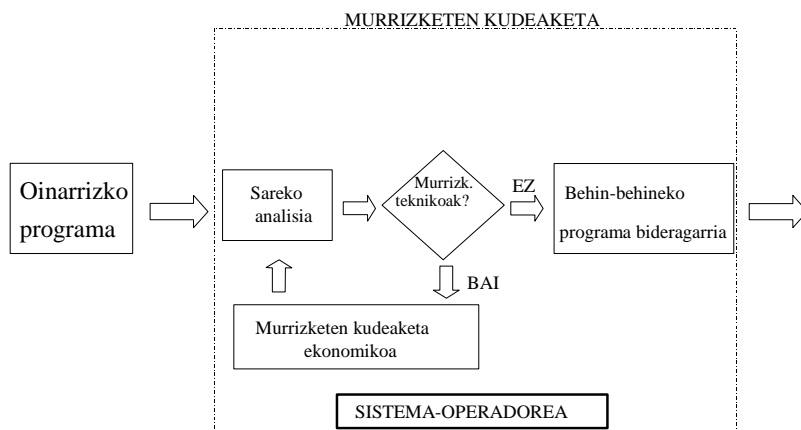 MURRIZKETEN KUDEAKETA
Oinarrizko
programa
Sareko
analisia
Murrizk.
teknikoak?
EZ
Behin-behineko
programa bideragarria
BAI
Murrizketen kudeaketa
ekonomikoa
SISTEMA-OPERADOREA